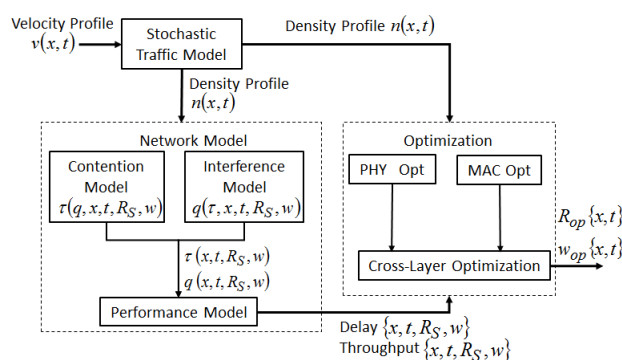 Velocity Profile
v(x,t)
Stochastic
Traffic Model
Density Profile n(x,t)
Density Profile
n(x,t)
Network Model
Contention
Model
τ(q,x,t,R_S,w)
Interference
Model
q(τ,x,t,R_S,w)
τ(x,t,R_S,w)
q(x,t,R_S,w)
Performance Model
Optimization
PHY Opt
MAC Opt
Cross-Layer Optimization
R_op{x,t}
w_op{x,t}
Delay {x,t,R_S,w}
Throughput {x,t,R_S,w}